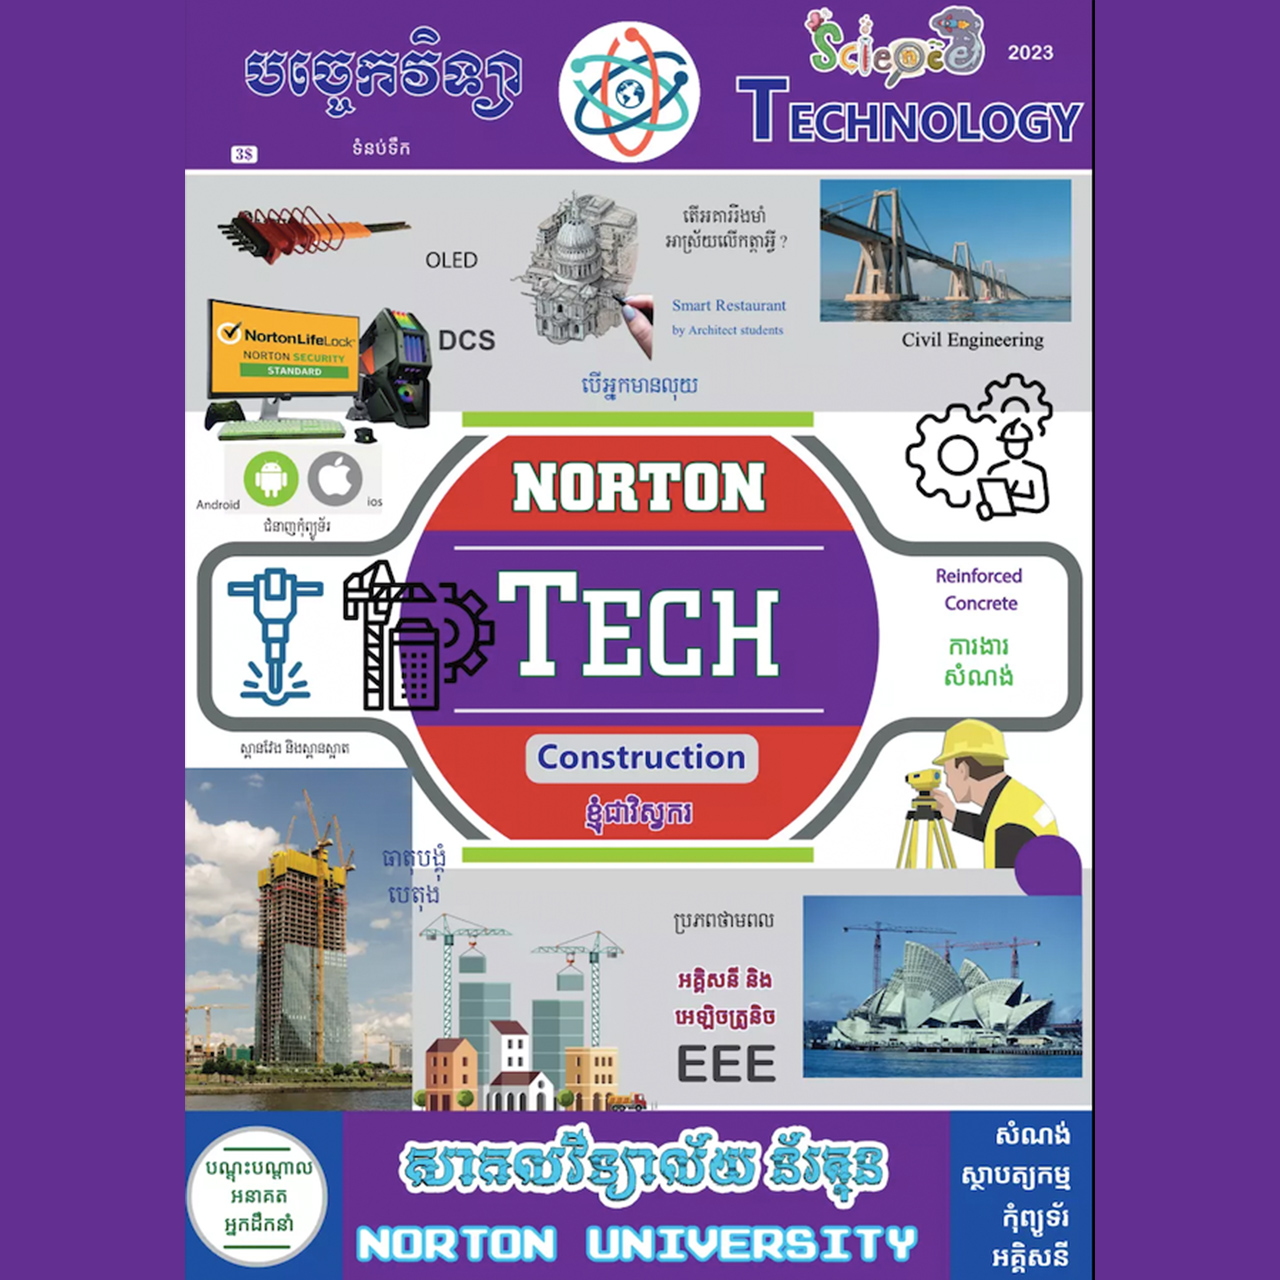 បច្ចេកវិទ្យា
Science
2023
TECHNOLOGY
3$
ទំនប់ទឹក
OLED
តើអគាររឹងមាំ
អាស្រ័យលើកត្តាអ្វី ?
Smart Restaurant
by Architect students
Civil Engineering
NortonLifeLock
NORTON SECURITY
STANDARD
DCS
បើអ្នកមានលុយ
Android
ios
ជំនាញកុំព្យូទ័រ
NORTON
TECH
Construction
ខ្ញុំជាវិស្វករ
Reinforced
Concrete
ការងារ
សំណង់
ស្ពានវែង និងស្ពានស្អាត
ធាតុបង្គុំ
បេតុង
ប្រភពថាមពល
អគ្គិសនី និង
អេឡិចត្រូនិច
EEE
បណ្តុះបណ្តាល
អនាគត
អ្នកដឹកនាំ
សាកលវិទ្យាល័យ ន័រតុន
NORTON UNIVERSITY
សំណង់
ស្ថាបត្យកម្ម
កុំព្យូទ័រ
អគ្គិសនី